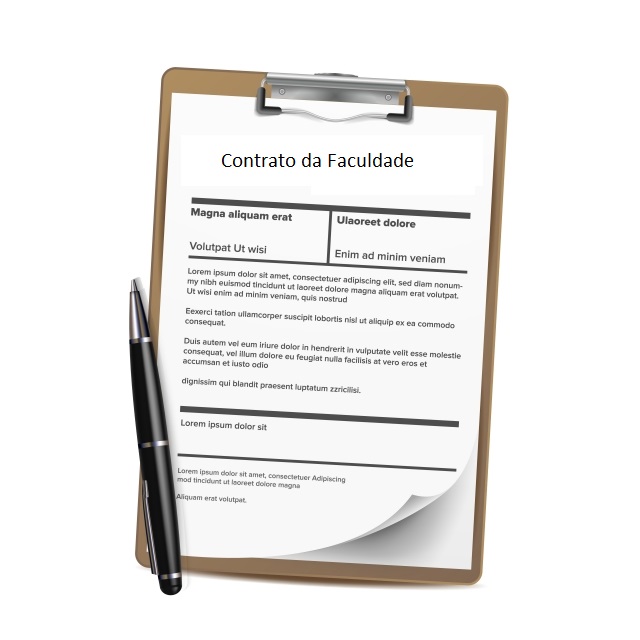 Contrato da Faculdade
Magna aliquam erat
Ulaoreet dolore
Volutpat Ut wisi
Enim ad minim veniam
Lorem ipsum dolor sit amet, consectetuer adipiscing elit, sed diam nonum-
my nibh euismod tincidunt ut laoreet dolore magna aliquam erat volutpat.
Ut wisi enim ad minim veniam, quis nostrud
Eexerci tation ullamcorper suscipit lobortis nisl ut aliquip ex ea commodo
consequat.
Duis autem vel eum iriure dolor in hendrerit in vulputate velit esse molestie
consequat, vel illum dolore eu feugiat nulla facilisis at vero eros et
accumsan et iusto odio
dignissim qui blandit praesent luptatum zzricilisi.
Lorem ipsum dolor sit
Lorem ipsum dolor sit amet, consectetuer Adipiscing
mod tincidunt ut laoreet dolore magna
Aliquam erat volutpat.